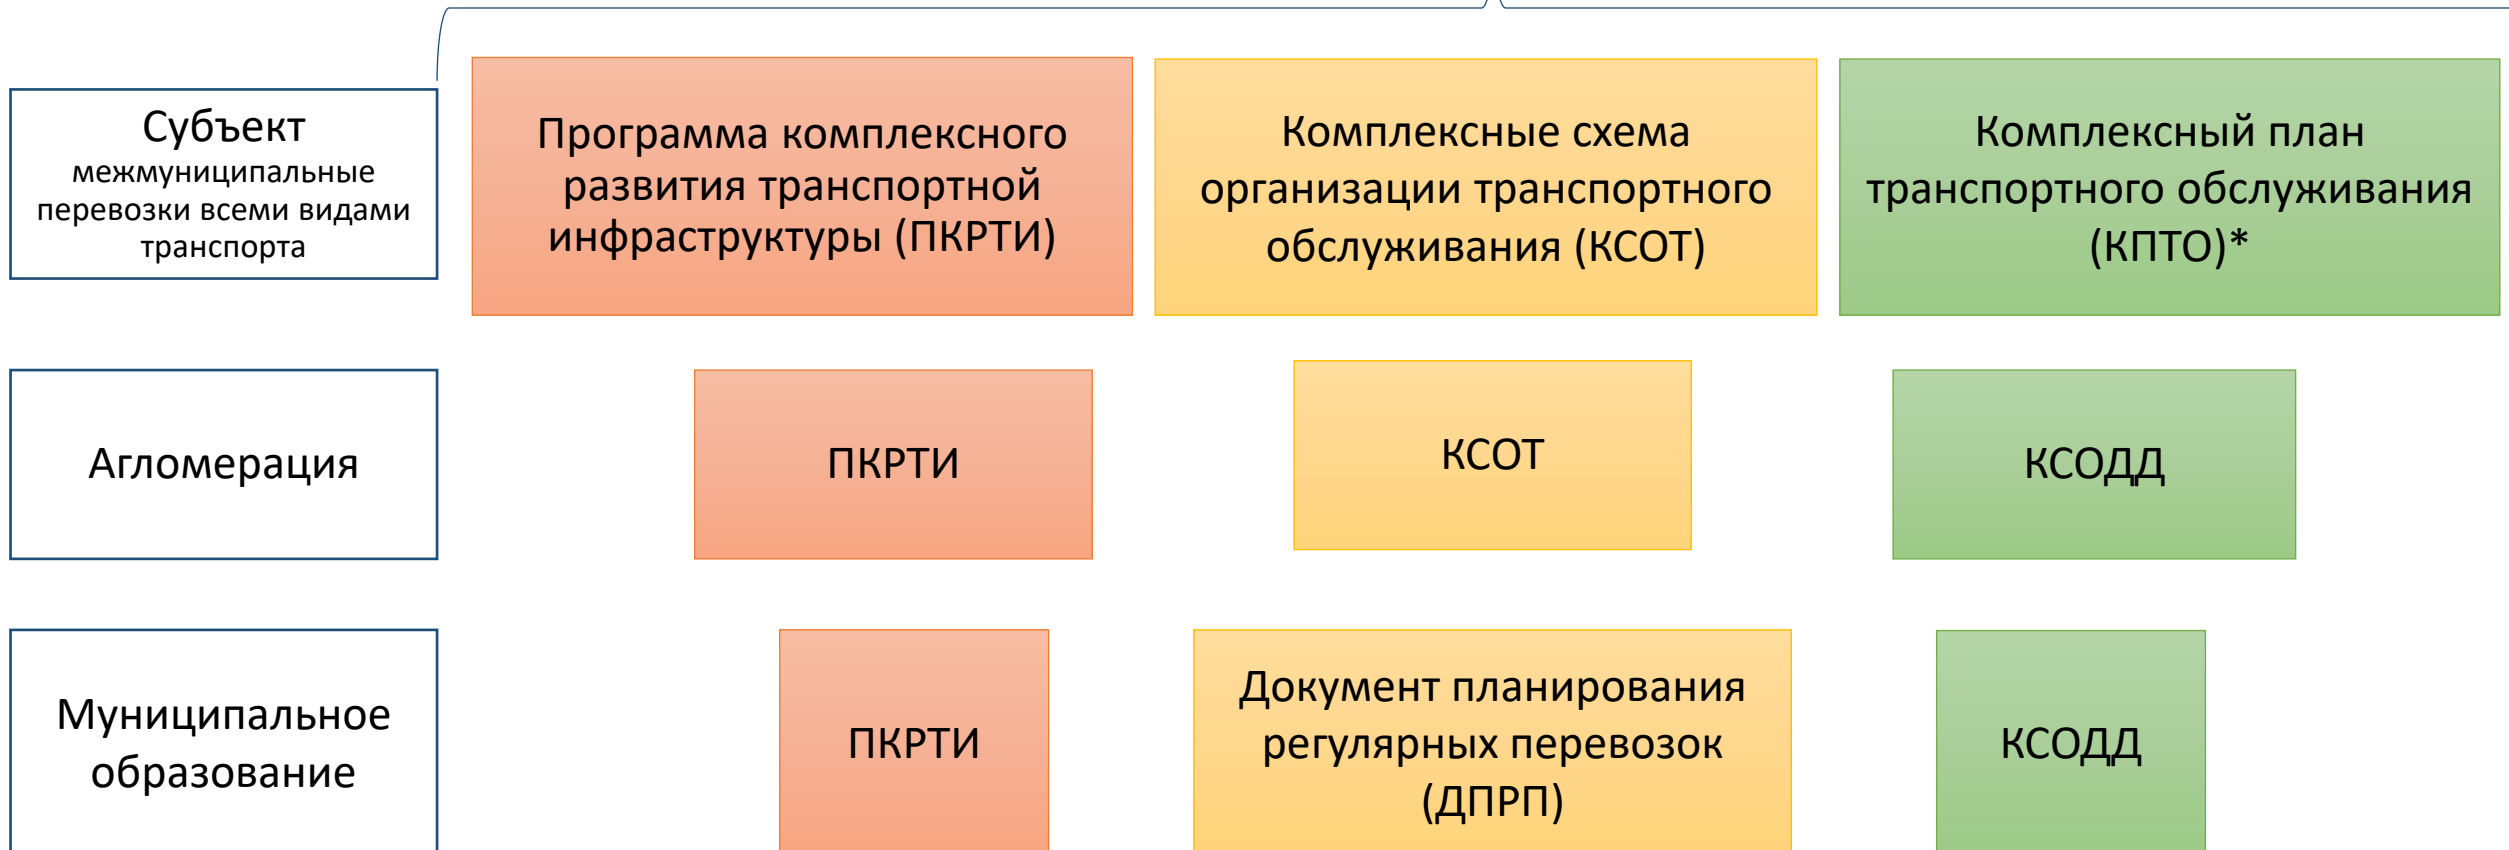 Субъект
межмуниципальные
перевозки всеми видами
транспорта
Программа комплексного
развития транспортной
инфраструктуры (ПКРТИ)
Комплексные схема
организации транспортного
обслуживания (КСОТ)
Комплексный план
транспортного обслуживания
(КПТО)*
Агломерация
ПКРТИ
КСОТ
КСОДД
Муниципальное
образование
ПКРТИ
Документ планирования
регулярных перевозок
(ДПРП)
КСОДД